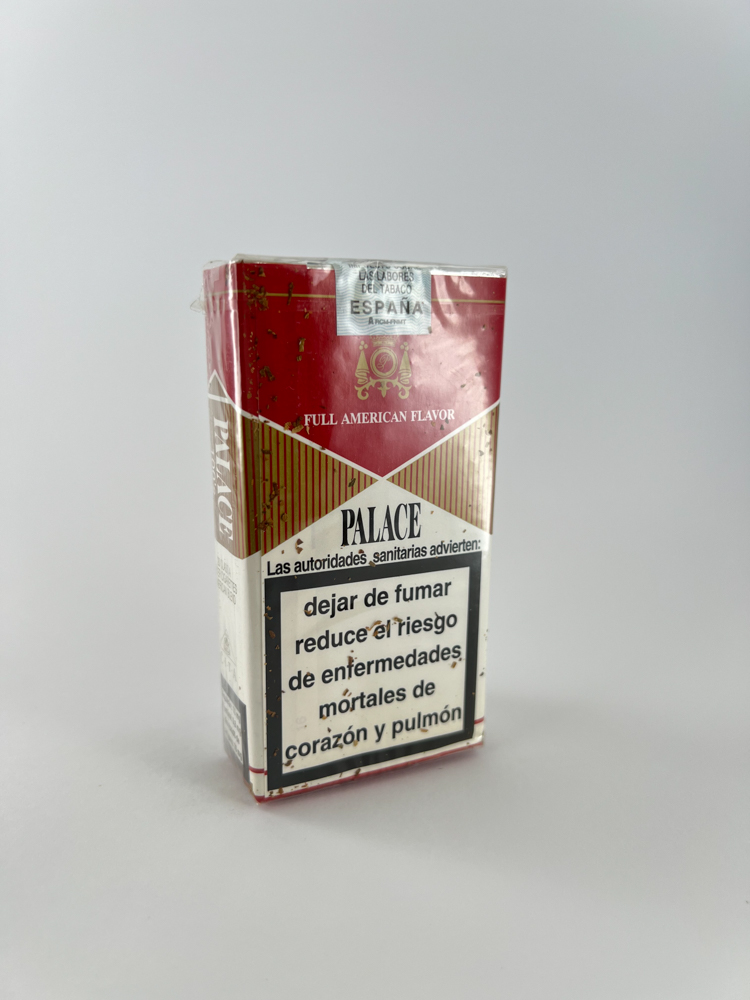 LAS LABORES
DEL TABACO
ESPAÑA
FULL AMERICAN FLAVOR
PALACE
Las autoridades sanitarias advierten:
dejar de fumar
reduce el riesgo
de enfermedades
mortales de
corazón y pulmón
PALACE